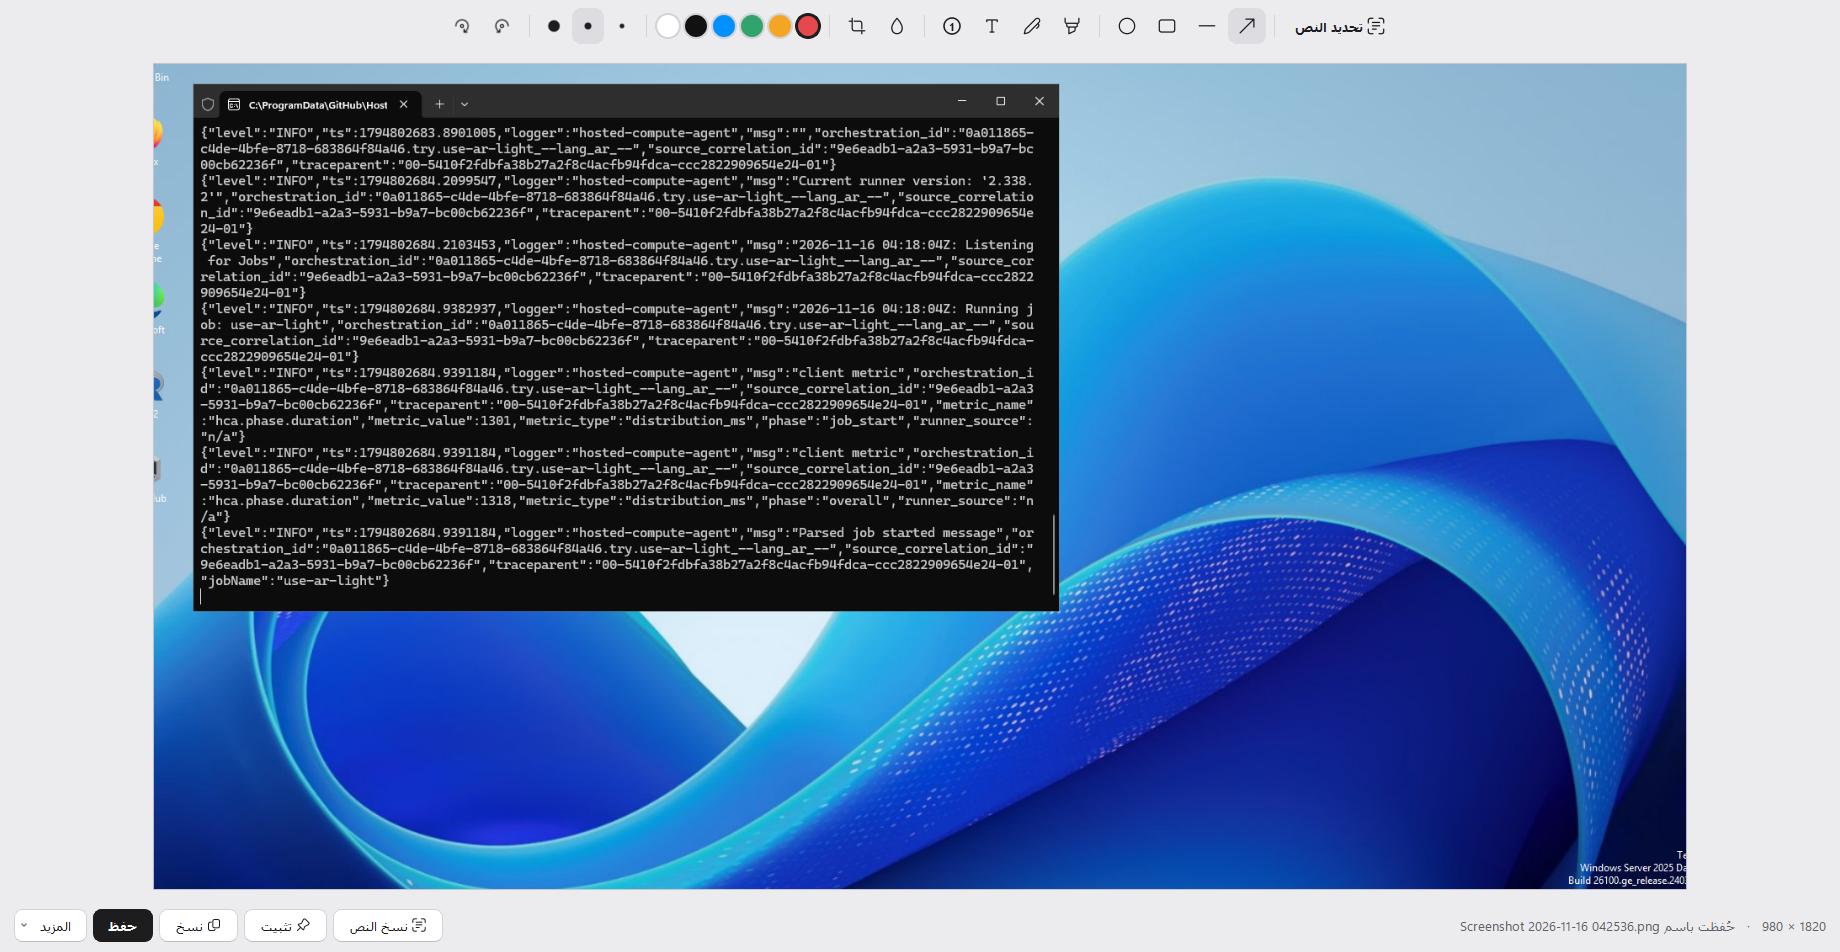 تحديد النص
Bin
x
e
ne
oft
2
ub
C:\ProgramData\GitHub\Host
{"level":"INFO","ts":1794802683.8901005,"logger":"hosted-compute-agent","msg":"","orchestration_id":"0a011865-
c4de-4bfe-8718-683864f84a46.try.use-ar-light_--lang_ar_--","source_correlation_id":"9e6eadb1-a2a3-5931-b9a7-bc
00cb62236f","traceparent":"00-5410f2fdbfa38b27a2f8c4acfb94fdca-ccc2822909654e24-01"}
{"level":"INFO","ts":1794802684.2099547,"logger":"hosted-compute-agent","msg":"Current runner version: '2.338.
2'","orchestration_id":"0a011865-c4de-4bfe-8718-683864f84a46.try.use-ar-light_--lang_ar_--","source_correlatio
n_id":"9e6eadb1-a2a3-5931-b9a7-bc00cb62236f","traceparent":"00-5410f2fdbfa38b27a2f8c4acfb94fdca-ccc2822909654e
24-01"}
{"level":"INFO","ts":1794802684.2103453,"logger":"hosted-compute-agent","msg":"2026-11-16 04:18:04Z: Listening
 for Jobs","orchestration_id":"0a011865-c4de-4bfe-8718-683864f84a46.try.use-ar-light_--lang_ar_--","source_cor
relation_id":"9e6eadb1-a2a3-5931-b9a7-bc00cb62236f","traceparent":"00-5410f2fdbfa38b27a2f8c4acfb94fdca-ccc2822
909654e24-01"}
{"level":"INFO","ts":1794802684.9382937,"logger":"hosted-compute-agent","msg":"2026-11-16 04:18:04Z: Running j
ob: use-ar-light","orchestration_id":"0a011865-c4de-4bfe-8718-683864f84a46.try.use-ar-light_--lang_ar_--","sou
rce_correlation_id":"9e6eadb1-a2a3-5931-b9a7-bc00cb62236f","traceparent":"00-5410f2fdbfa38b27a2f8c4acfb94fdca-
ccc2822909654e24-01"}
{"level":"INFO","ts":1794802684.9391184,"logger":"hosted-compute-agent","msg":"client metric","orchestration_i
d":"0a011865-c4de-4bfe-8718-683864f84a46.try.use-ar-light_--lang_ar_--","source_correlation_id":"9e6eadb1-a2a3
-5931-b9a7-bc00cb62236f","traceparent":"00-5410f2fdbfa38b27a2f8c4acfb94fdca-ccc2822909654e24-01","metric_name"
:"hca.phase.duration","metric_value":1301,"metric_type":"distribution_ms","phase":"job_start","runner_source":
"n/a"}
{"level":"INFO","ts":1794802684.9391184,"logger":"hosted-compute-agent","msg":"client metric","orchestration_i
d":"0a011865-c4de-4bfe-8718-683864f84a46.try.use-ar-light_--lang_ar_--","source_correlation_id":"9e6eadb1-a2a3
-5931-b9a7-bc00cb62236f","traceparent":"00-5410f2fdbfa38b27a2f8c4acfb94fdca-ccc2822909654e24-01","metric_name"
:"hca.phase.duration","metric_value":1318,"metric_type":"distribution_ms","phase":"overall","runner_source":"n
/a"}
{"level":"INFO","ts":1794802684.9391184,"logger":"hosted-compute-agent","msg":"Parsed job started message","or
chestration_id":"0a011865-c4de-4bfe-8718-683864f84a46.try.use-ar-light_--lang_ar_--","source_correlation_id":"
9e6eadb1-a2a3-5931-b9a7-bc00cb62236f","traceparent":"00-5410f2fdbfa38b27a2f8c4acfb94fdca-ccc2822909654e24-01",
"jobName":"use-ar-light"}
Te
Windows Server 2025 Da
Build 26100.ge_release.240
1820 × 980 · حُفظت باسم Screenshot 2026-11-16 042536.png
نسخ النص
تثبيت
نسخ
حفظ
المزيد